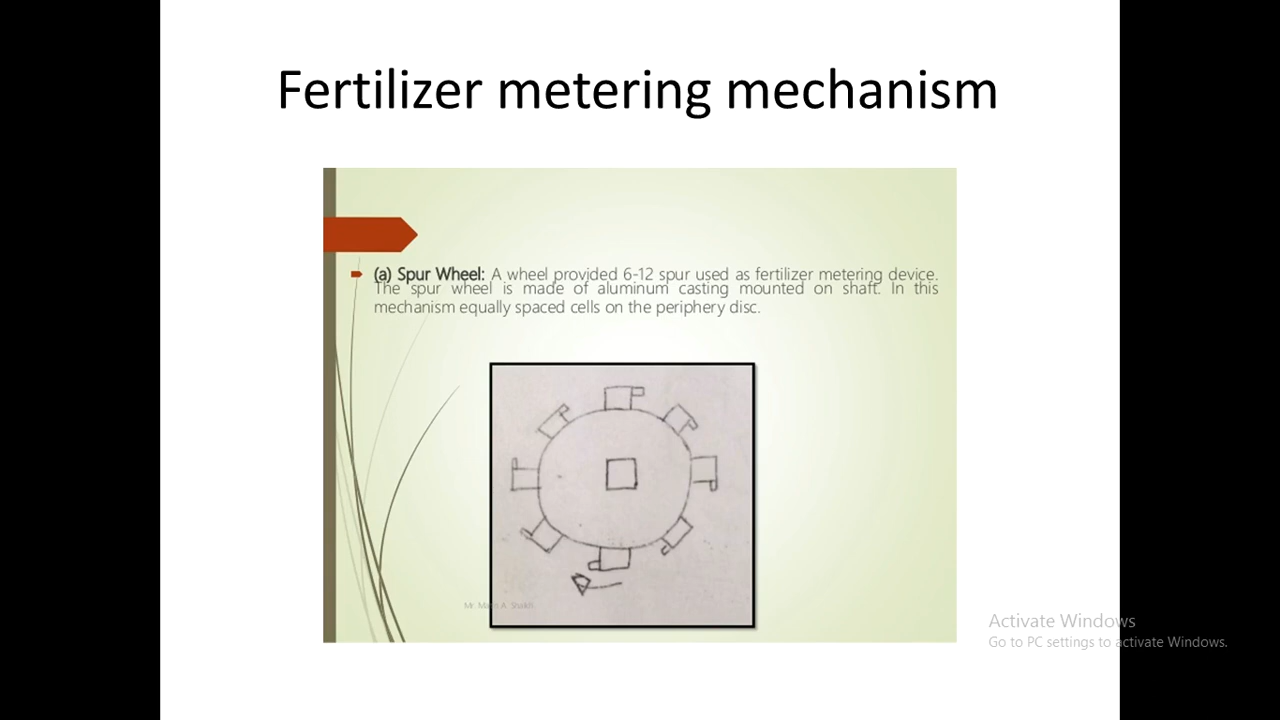 Fertilizer metering mechanism
(a) Spur Wheel: A wheel provided 6-12 spur used as fertilizer metering device.
The spur wheel is made of aluminum casting mounted on shaft. In this
mechanism equally spaced cells on the periphery disc.
Mr. A. Shaikh
Activate Windows
Go to PC settings to activate Windows.